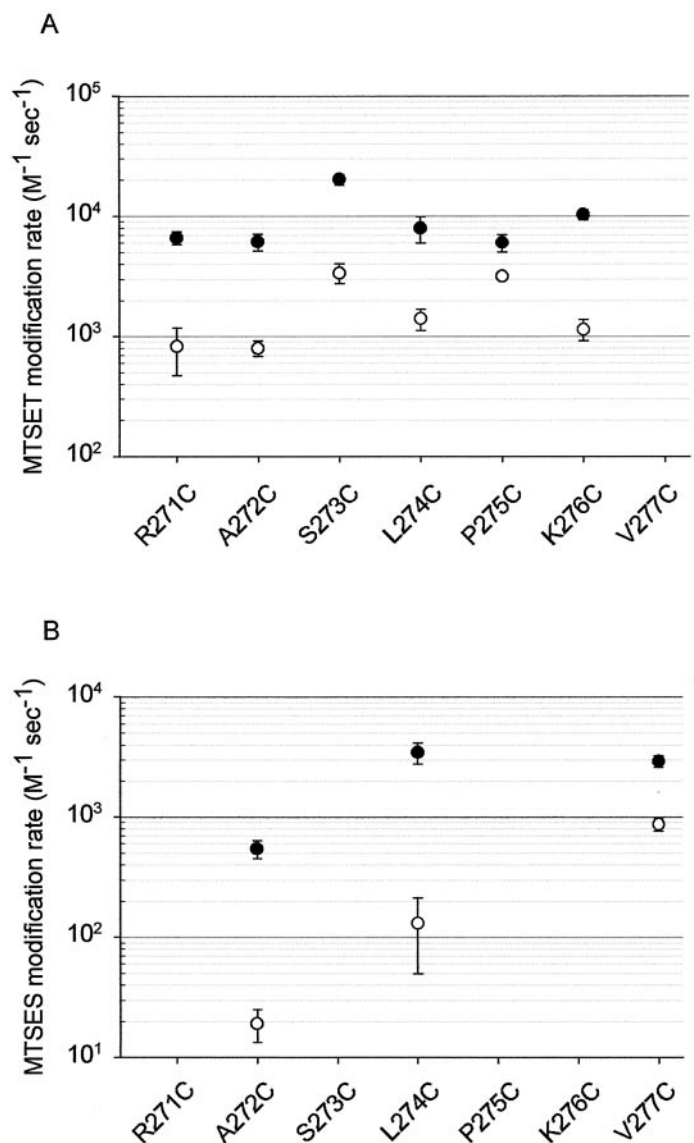 A
MTSET modification rate (M⁻¹ sec⁻¹)
10⁵
10⁴
10³
10²
R271C
A272C
S273C
L274C
P275C
K276C
V277C
B
MTSES modification rate (M⁻¹ sec⁻¹)
10⁴
10³
10²
10¹
R271C
A272C
S273C
L274C
P275C
K276C
V277C